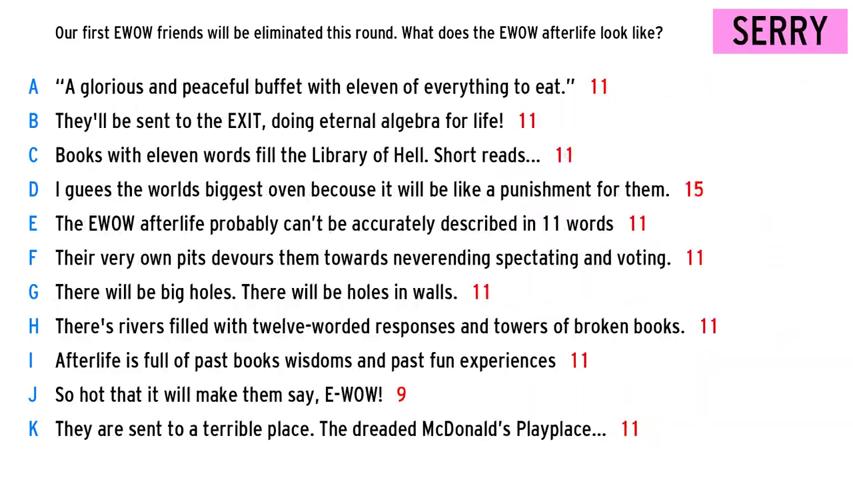 Our first EWOW friends will be eliminated this round. What does the EWOW afterlife look like?
SERRY
A “A glorious and peaceful buffet with eleven of everything to eat.” 11
B They'll be sent to the EXIT, doing eternal algebra for life! 11
C Books with eleven words fill the Library of Hell. Short reads... 11
D I guees the worlds biggest oven becouse it will be like a punishment for them. 15
E The EWOW afterlife probably can’t be accurately described in 11 words 11
F Their very own pits devours them towards neverending spectating and voting. 11
G There will be big holes. There will be holes in walls. 11
H There's rivers filled with twelve-worded responses and towers of broken books. 11
I Afterlife is full of past books wisdoms and past fun experiences 11
J So hot that it will make them say, E-WOW! 9
K They are sent to a terrible place. The dreaded McDonald’s Playplace... 11